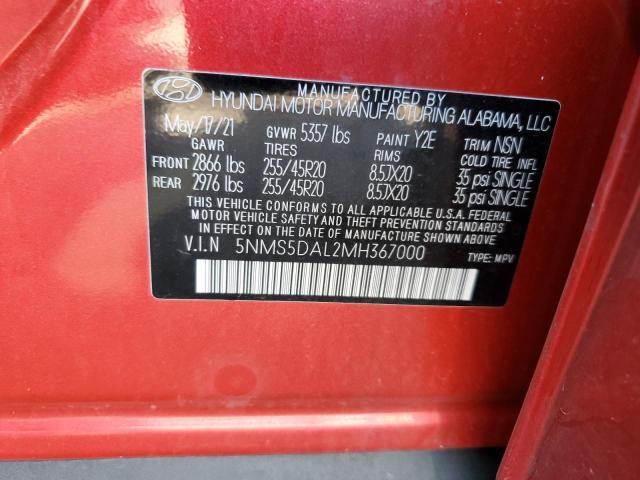 MANUFACTURED BY
HYUNDAI MOTOR MANUFACTURING ALABAMA, LLC
May/17/21 GVWR 5357 lbs PAINT Y2E TRIM NSN
GAWR TIRES RIMS COLD TIRE INFL
FRONT 2866 lbs 255/45R20 8.5JX20 35 psi SINGLE
REAR 2976 lbs 255/45R20 8.5JX20 35 psi SINGLE
THIS VEHICLE CONFORMS TO ALL APPLICABLE U.S.A. FEDERAL
MOTOR VEHICLE SAFETY AND THEFT PREVENTION STANDARDS IN
EFFECT ON THE DATE OF MANUFACTURE SHOWN ABOVE.
V.I.N 5NMS5DAL2MH367000
TYPE: MPV